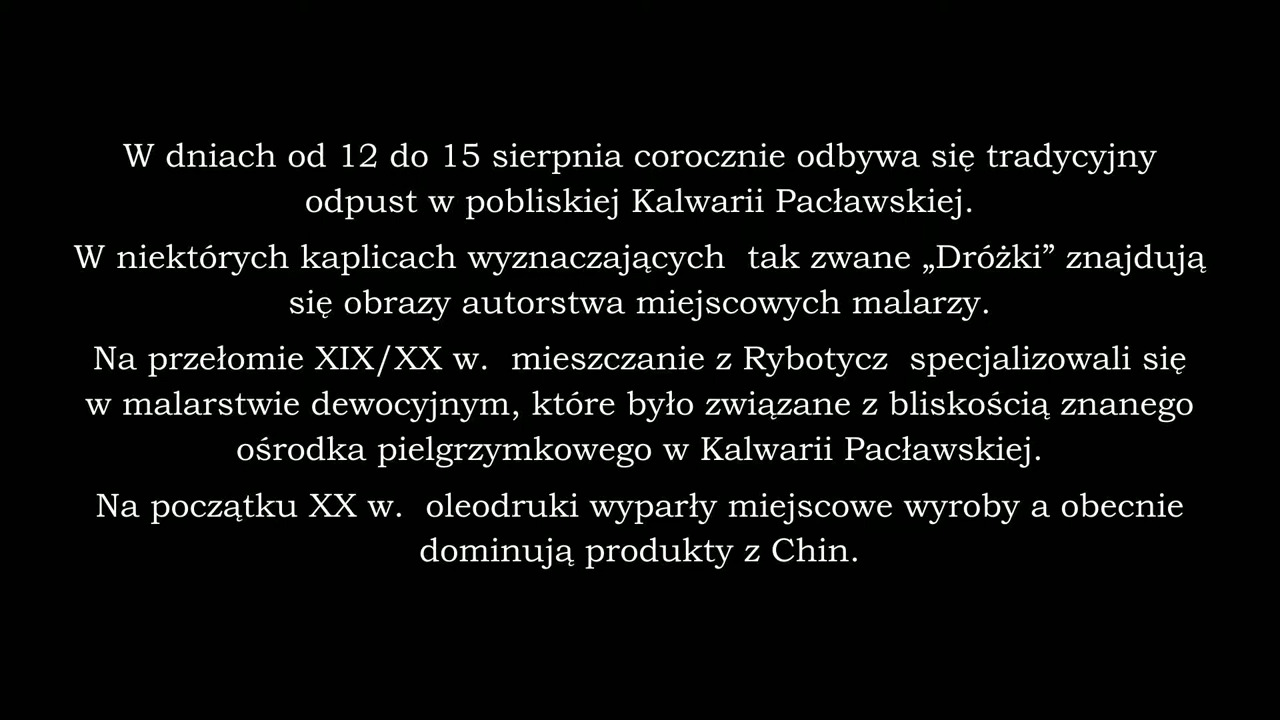 W dniach od 12 do 15 sierpnia corocznie odbywa się tradycyjny
odpust w pobliskiej Kalwarii Pacławskiej.
W niektórych kaplicach wyznaczających  tak zwane „Dróżki” znajdują
się obrazy autorstwa miejscowych malarzy.
Na przełomie XIX/XX w.  mieszczanie z Rybotycz  specjalizowali się
w malarstwie dewocyjnym, które było związane z bliskością znanego
ośrodka pielgrzymkowego w Kalwarii Pacławskiej.
Na początku XX w.  oleodruki wyparły miejscowe wyroby a obecnie
dominują produkty z Chin.